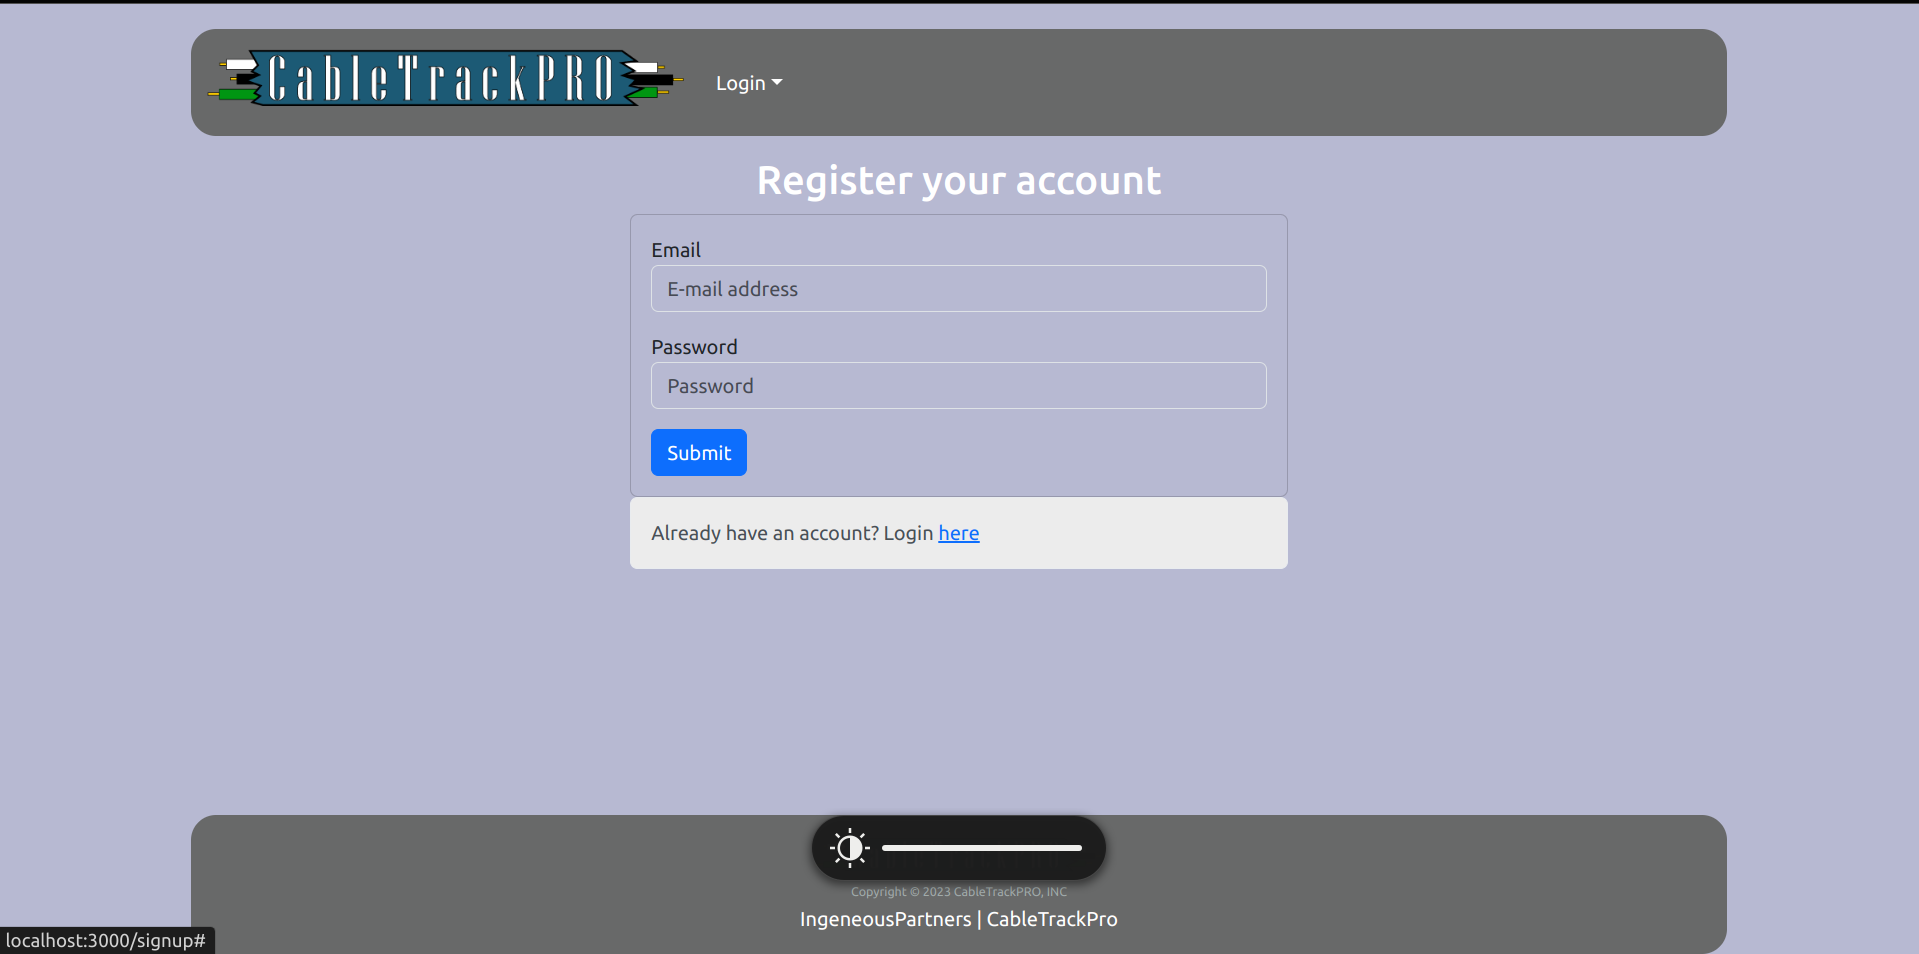 CableTrackPRO
Login
Register your account
Email
E-mail address
Password
Password
Submit
Already have an account? Login here
Copyright © 2023 CableTrackPRO, INC
IngeneousPartners | CableTrackPro
localhost:3000/signup#